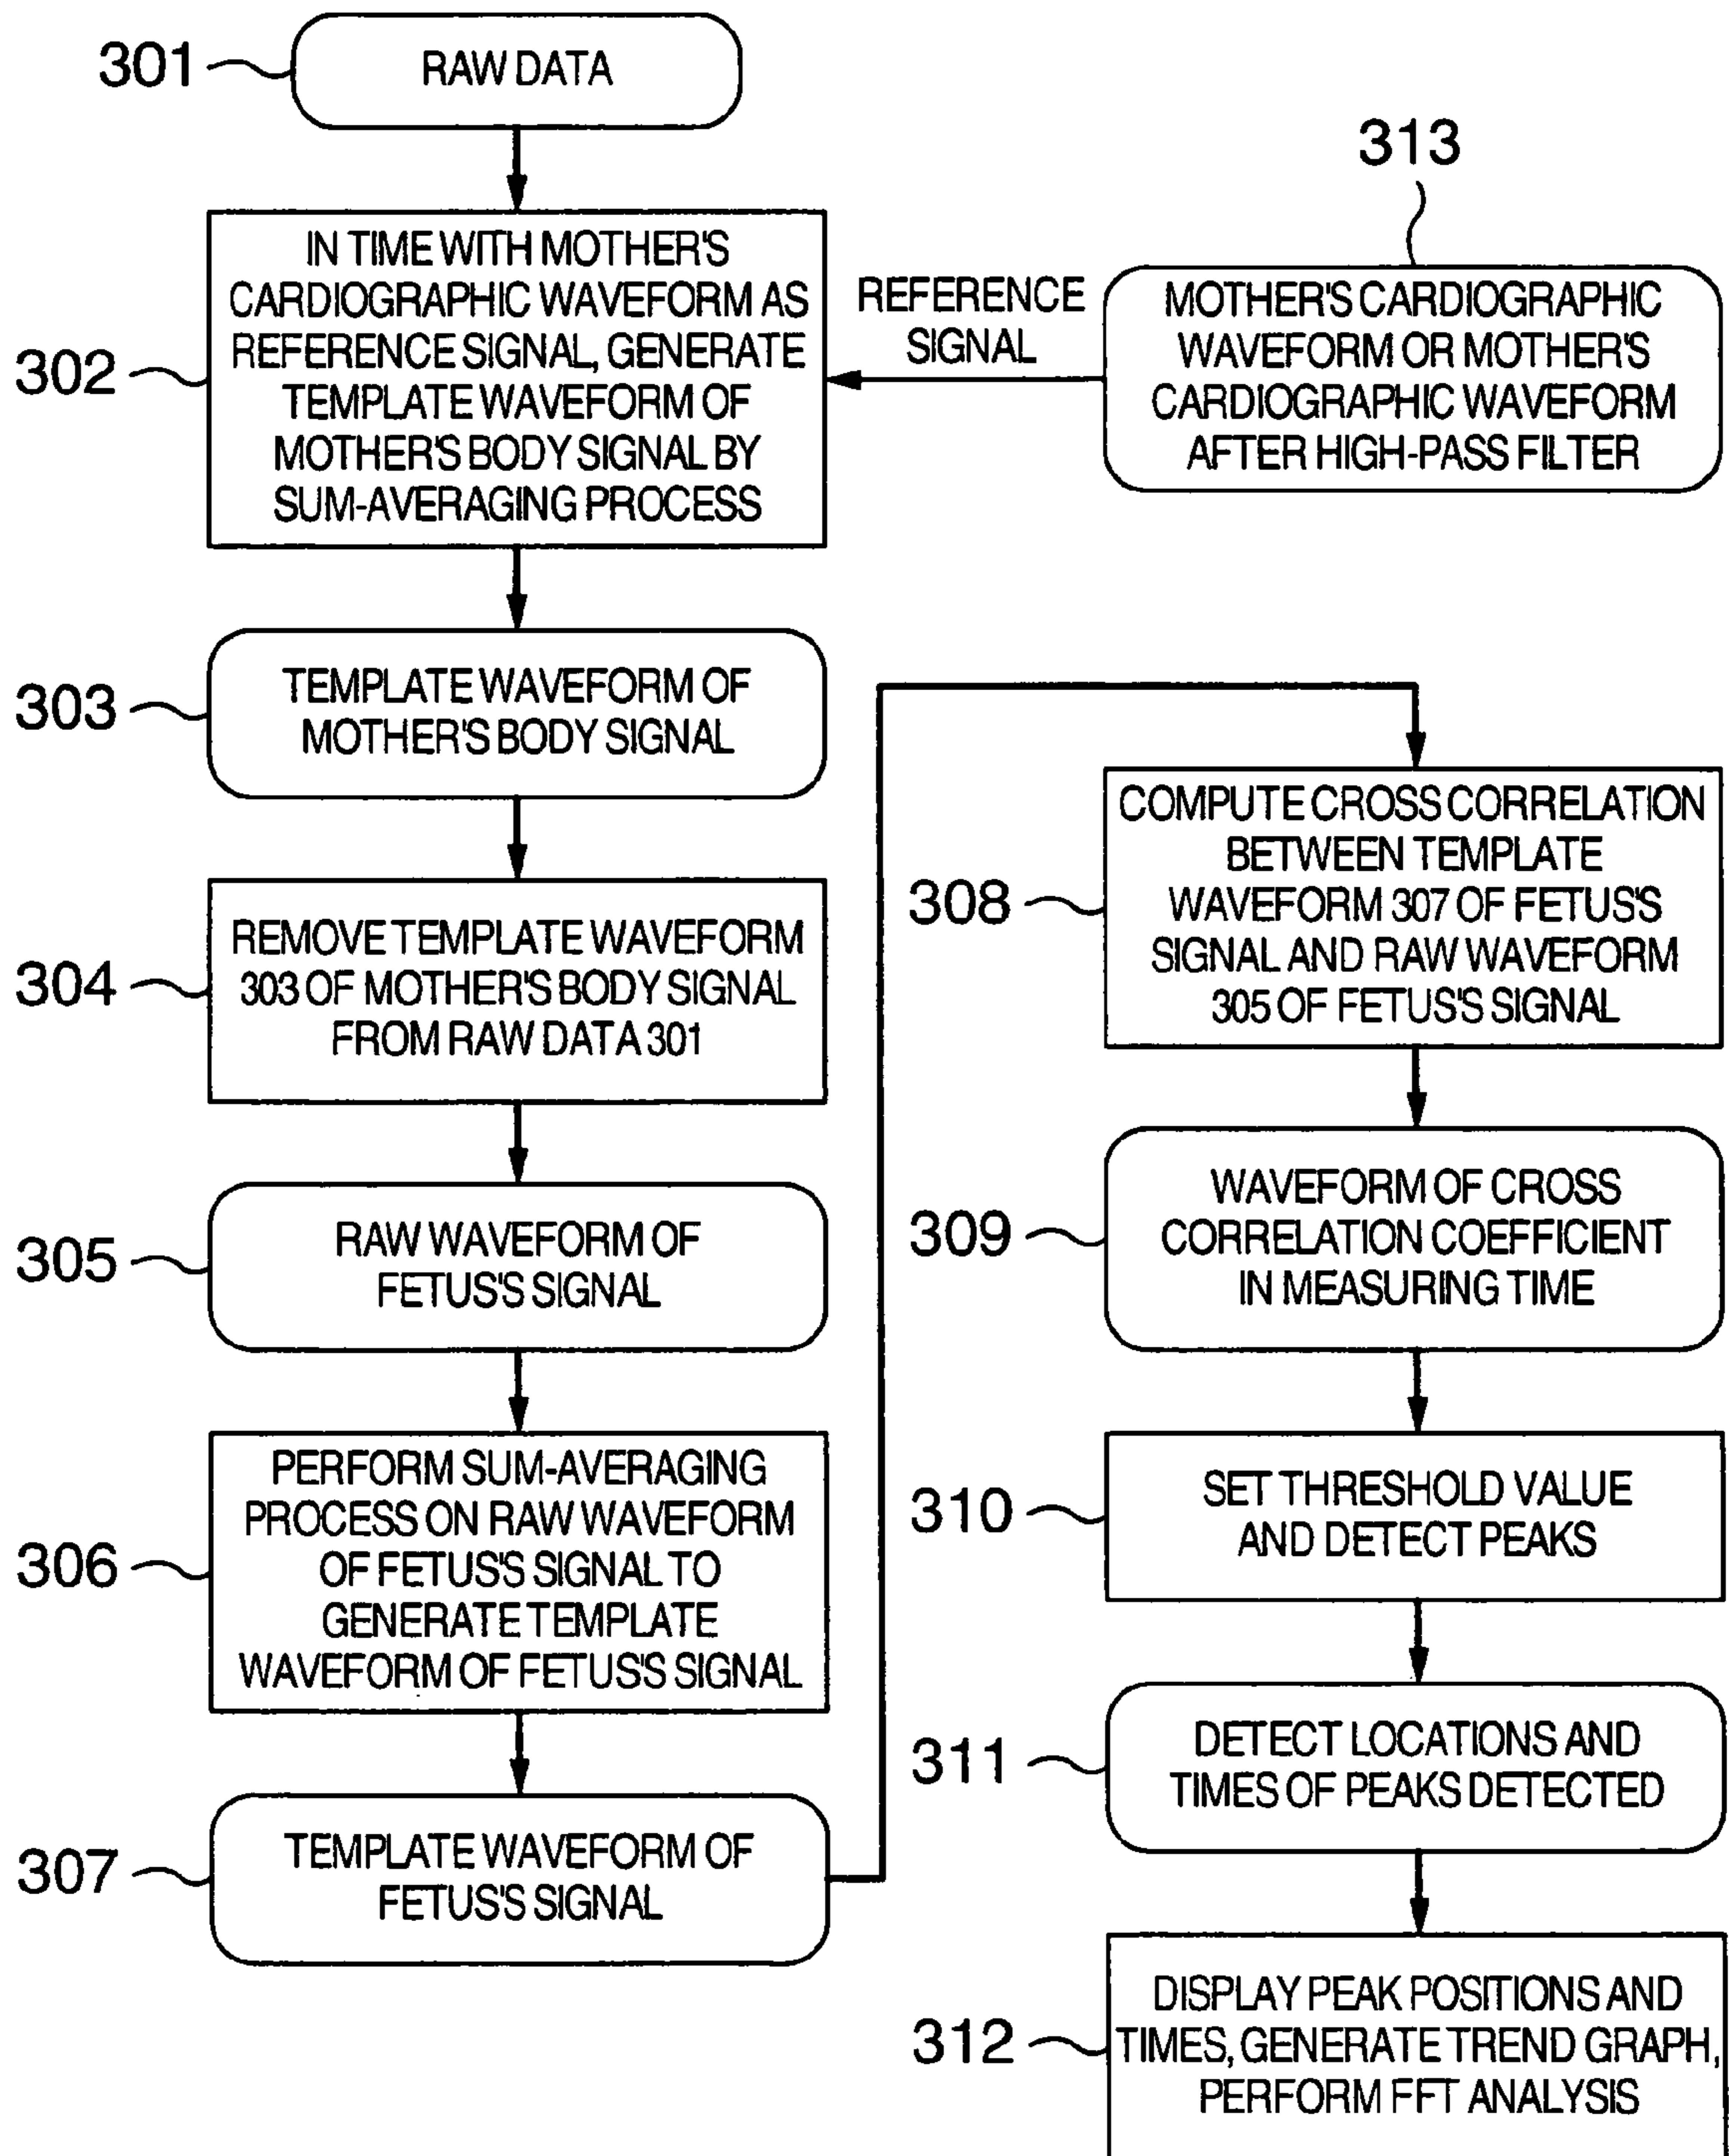 301
RAW DATA
313
302
IN TIME WITH MOTHER'S
CARDIOGRAPHIC WAVEFORM AS
REFERENCE SIGNAL, GENERATE
TEMPLATE WAVEFORM OF
MOTHER'S BODY SIGNAL BY
SUM-AVERAGING PROCESS
REFERENCE
SIGNAL
MOTHER'S CARDIOGRAPHIC
WAVEFORM OR MOTHER'S
CARDIOGRAPHIC WAVEFORM
AFTER HIGH-PASS FILTER
303
TEMPLATE WAVEFORM OF
MOTHER'S BODY SIGNAL
304
REMOVE TEMPLATE WAVEFORM
303 OF MOTHER'S BODY SIGNAL
FROM RAW DATA 301
305
RAW WAVEFORM OF
FETUS'S SIGNAL
306
PERFORM SUM-AVERAGING
PROCESS ON RAW WAVEFORM
OF FETUS'S SIGNAL TO
GENERATE TEMPLATE
WAVEFORM OF FETUS'S SIGNAL
307
TEMPLATE WAVEFORM OF
FETUS'S SIGNAL
308
COMPUTE CROSS CORRELATION
BETWEEN TEMPLATE
WAVEFORM 307 OF FETUS'S
SIGNAL AND RAW WAVEFORM
305 OF FETUS'S SIGNAL
309
WAVEFORM OF CROSS
CORRELATION COEFFICIENT
IN MEASURING TIME
310
SET THRESHOLD VALUE
AND DETECT PEAKS
311
DETECT LOCATIONS AND
TIMES OF PEAKS DETECTED
312
DISPLAY PEAK POSITIONS AND
TIMES, GENERATE TREND GRAPH,
PERFORM FFT ANALYSIS